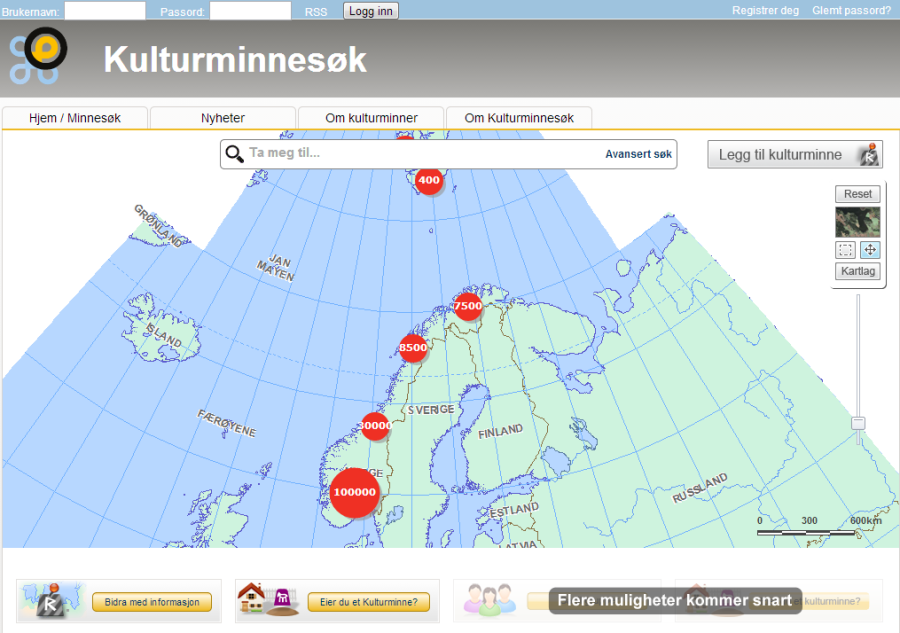 Brukernavn: Passord: RSS Logg inn Registrer deg Glemt passord?
Kulturminnesøk
Hjem / Minnesøk Nyheter Om kulturminner Om Kulturminnesøk
Ta meg til... Avansert søk Legg til kulturminne
400
Reset
GRØNLAND
JAN
MAYEN
Kartlag
7500
ISLAND
8500
SVERIGE
FÆRØYENE
30000
FINLAND
100000
RUSSLAND
ESTLAND
0 300 600km
LATVIA
Bidra med informasjon Eier du et Kulturminne? Flere muligheter kommer snart kulturminne?